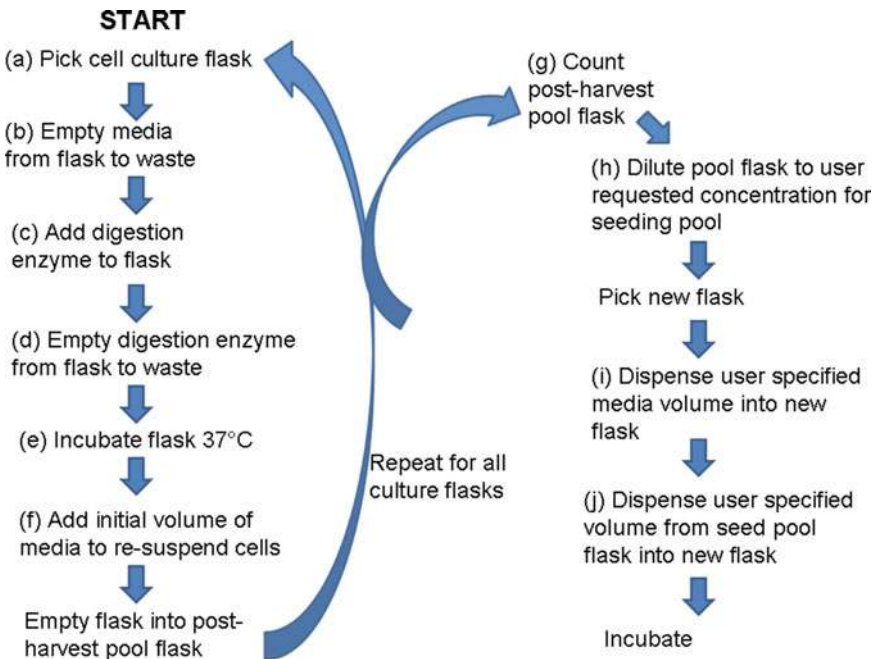 START
(a) Pick cell culture flask
(b) Empty media
from flask to waste
(c) Add digestion
enzyme to flask
(d) Empty digestion enzyme
from flask to waste
(e) Incubate flask 37°C
(f) Add initial volume of
media to re-suspend cells
Empty flask into post-
harvest pool flask
Repeat for all
culture flasks
(g) Count
post-harvest
pool flask
(h) Dilute pool flask to user
requested concentration for
seeding pool
Pick new flask
(i) Dispense user specified
media volume into new
flask
(j) Dispense user specified
volume from seed pool
flask into new flask
Incubate